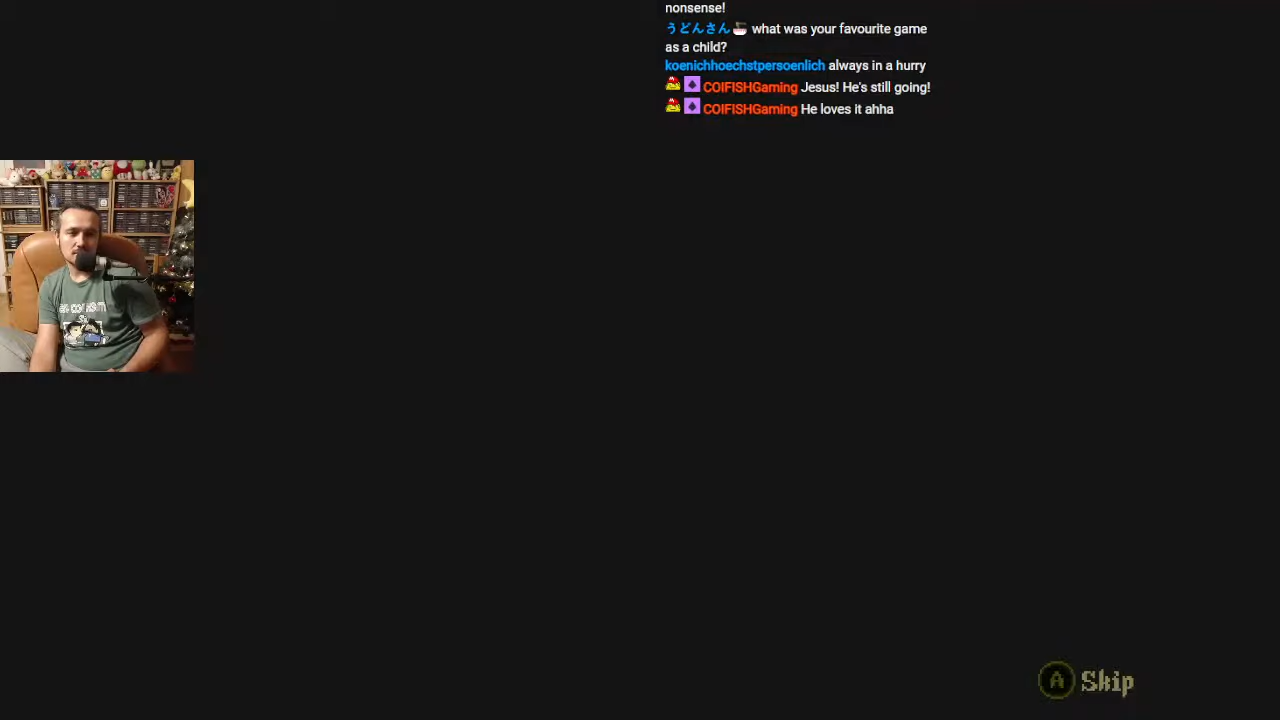 nonsense!
うどんさん🍜 what was your favourite game
as a child?
koenichhoechstpersoenlich always in a hurry
COIFISHGaming Jesus! He's still going!
COIFISHGaming He loves it ahha
A Skip